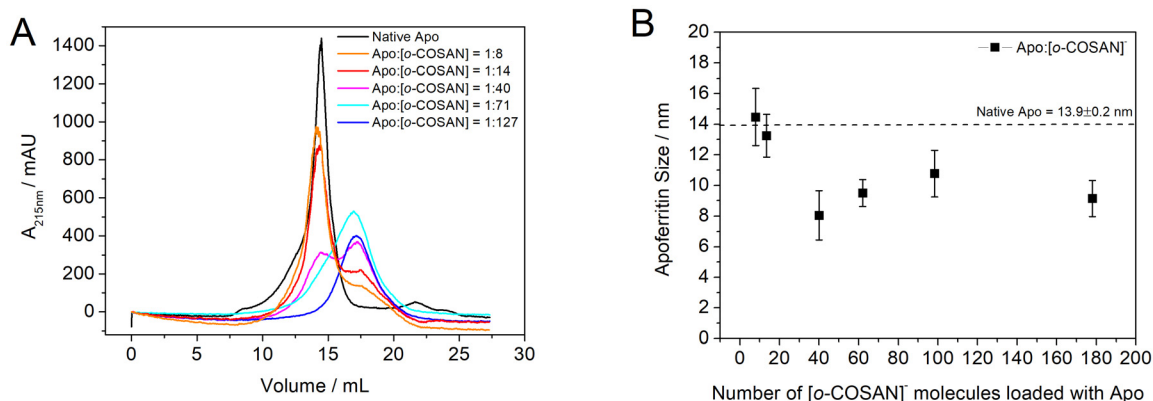 A
1400
1200
1000
800
600
400
200
0
A215nm / mAU
0 5 10 15 20 25 30
Volume / mL
Native Apo
Apo:[o-COSAN] = 1:8
Apo:[o-COSAN] = 1:14
Apo:[o-COSAN] = 1:40
Apo:[o-COSAN] = 1:71
Apo:[o-COSAN] = 1:127
B
20
18
16
14
12
10
8
6
4
2
0
Apoferritin Size / nm
0 20 40 60 80 100 120 140 160 180 200
Number of [o-COSAN]⁻ molecules loaded with Apo
Apo:[o-COSAN]⁻
Native Apo = 13.9±0.2 nm